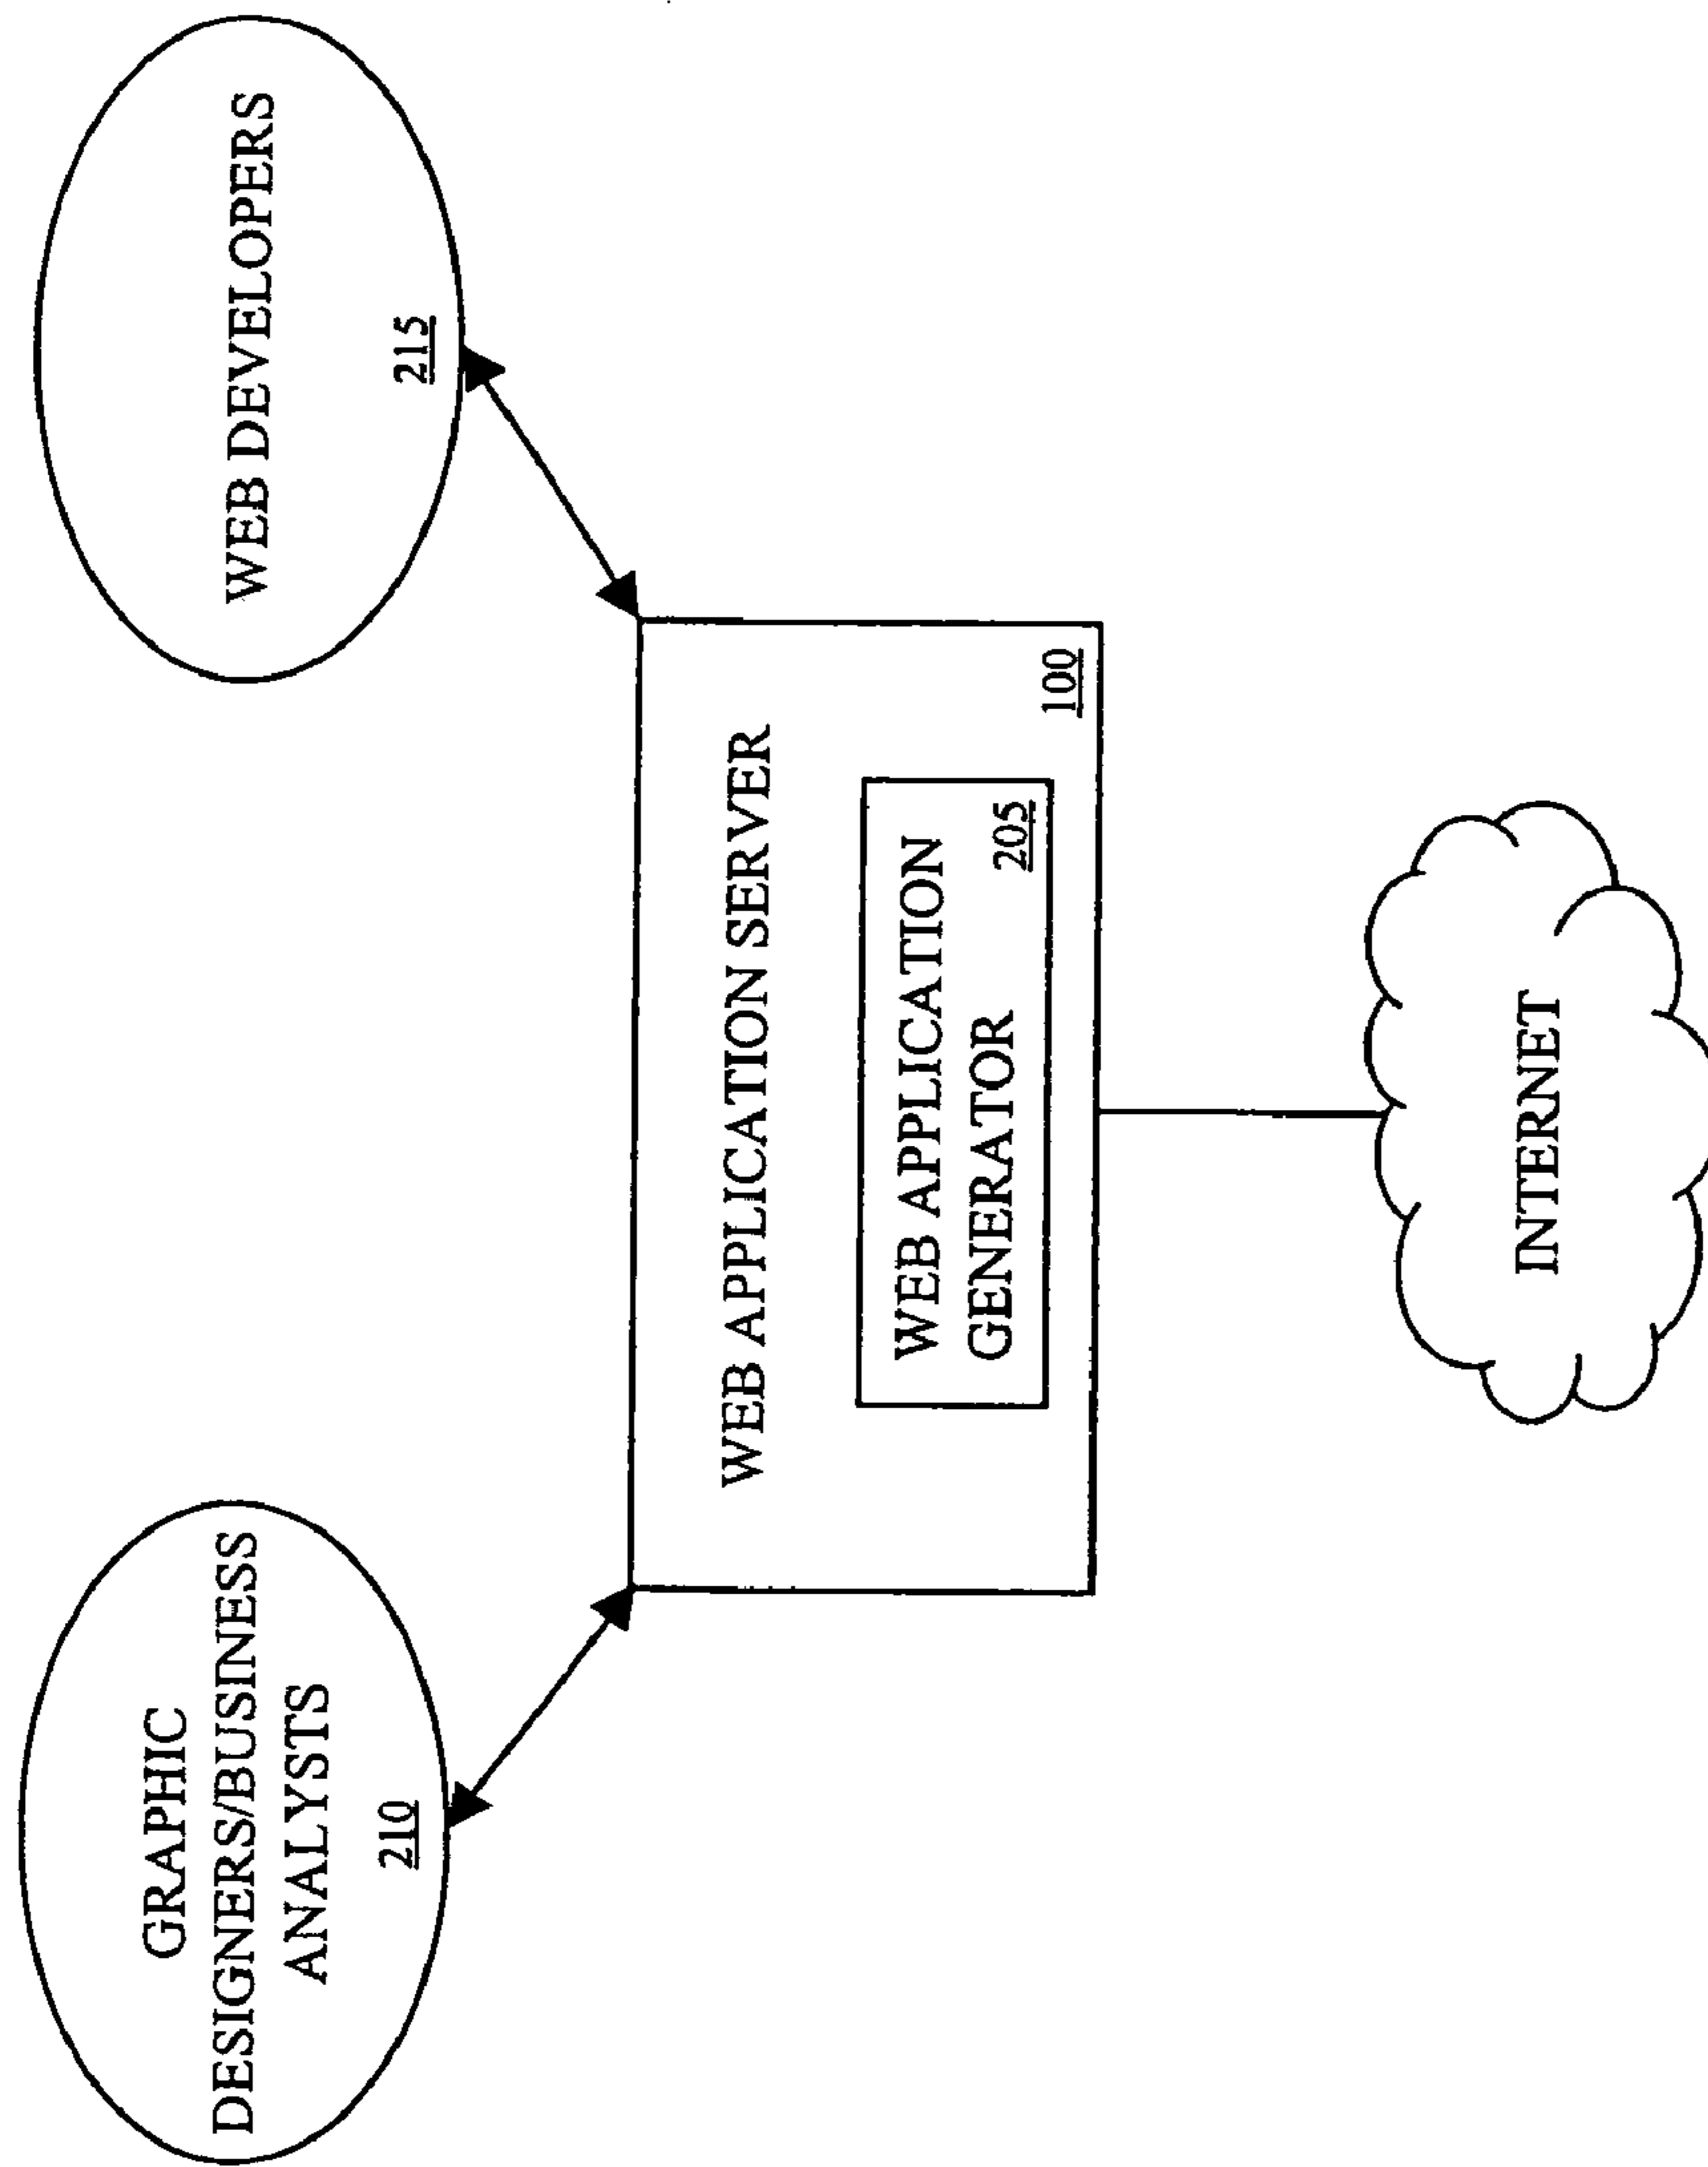 GRAPHIC
DESIGNERS/BUSINESS
ANALYSTS
210
WEB DEVELOPERS
215
WEB APPLICATION SERVER
WEB APPLICATION
GENERATOR
205
100
INTERNET